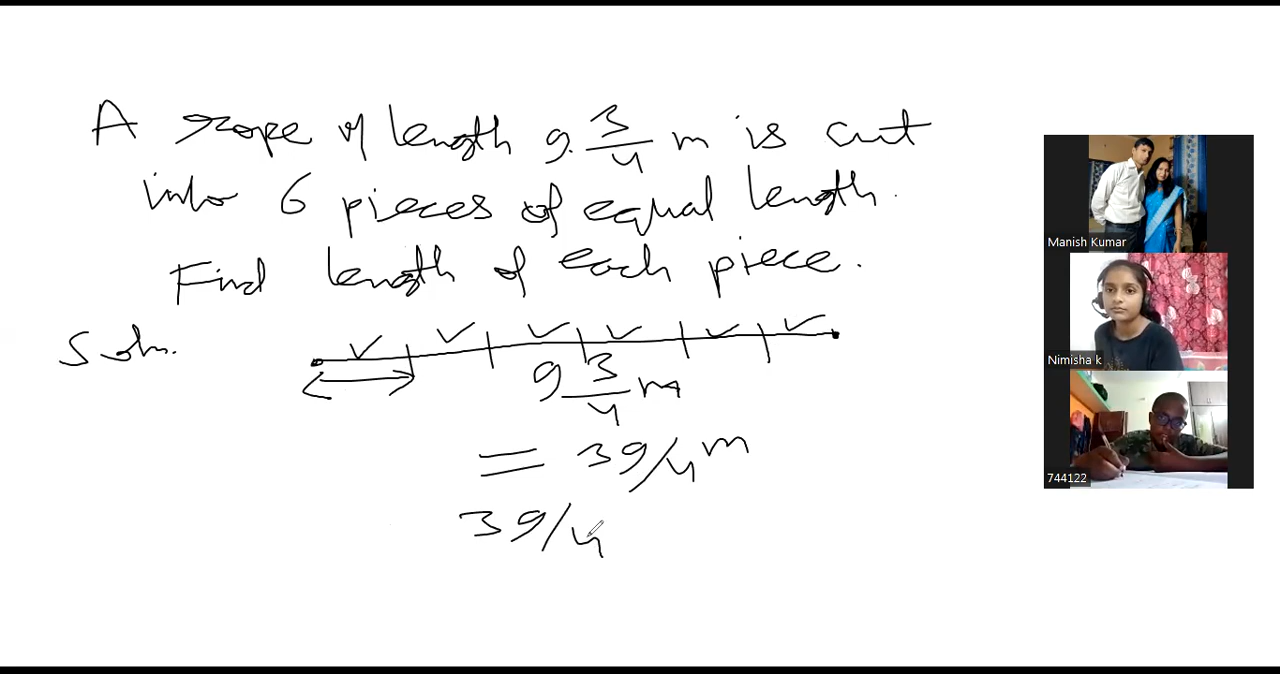 A rope of length 9 3/4 m is cut
into 6 pieces of equal length.
Find length of each piece.
Soln.
9 3/4 m
= 39/4 m
39/4
Manish Kumar
Nimisha k
744122